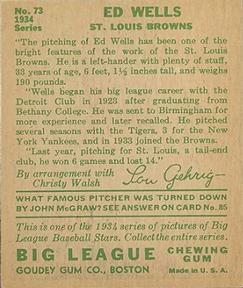 No. 73
1934
Series
ED WELLS
ST. LOUIS BROWNS
"The pitching of Ed Wells has been one of the
bright features of the work of the St. Louis
Browns. He is a left-hander with plenty of stuff,
33 years of age, 6 feet, 1½ inches tall, and weighs
190 pounds.
"Wells began his big league career with the
Detroit Club in 1923 after graduating from
Bethany College. He was sent to Birmingham for
more experience and later recalled. He pitched
several seasons with the Tigers, 3 for the New
Yorkers, and in 1933 joined the Browns.
"Last year, pitching for St. Louis, a tail-end
club, he won 6 games and lost 14."
By arrangement with
Christy Walsh
Lou Gehrig-
WHAT FAMOUS PITCHER WAS TURNED DOWN
BY JOHN McGRAW? SEE ANSWER ON CARD No. 85
This is one of the 1934 series of pictures of Big
League Baseball Stars. Collect the entire series.
BIG LEAGUE CHEWING GUM
GOUDEY GUM CO., BOSTON Made in U. S. A.